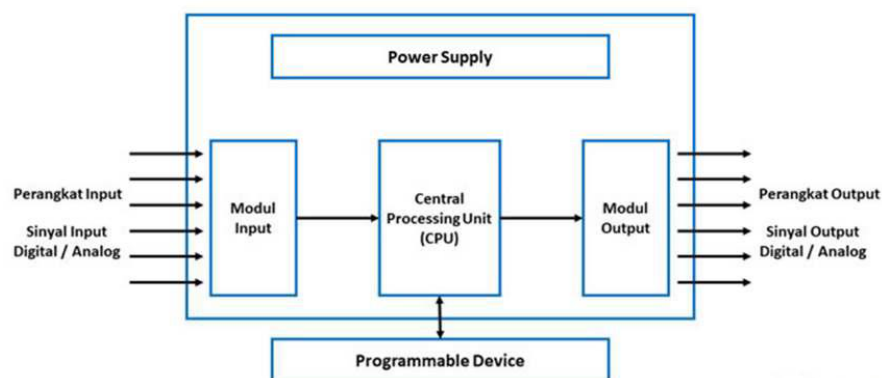 Power Supply
Perangkat Input
Sinyal Input
Digital / Analog
Modul
Input
Central
Processing Unit
(CPU)
Modul
Output
Perangkat Output
Sinyal Output
Digital / Analog
Programmable Device